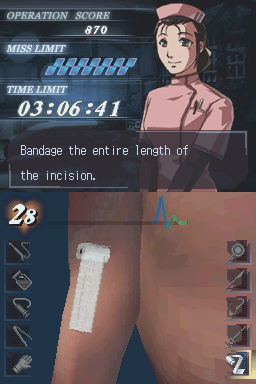 OPERATION SCORE
870
MISS LIMIT
TIME LIMIT
03:06:41
Bandage the entire length of
the incision.
28